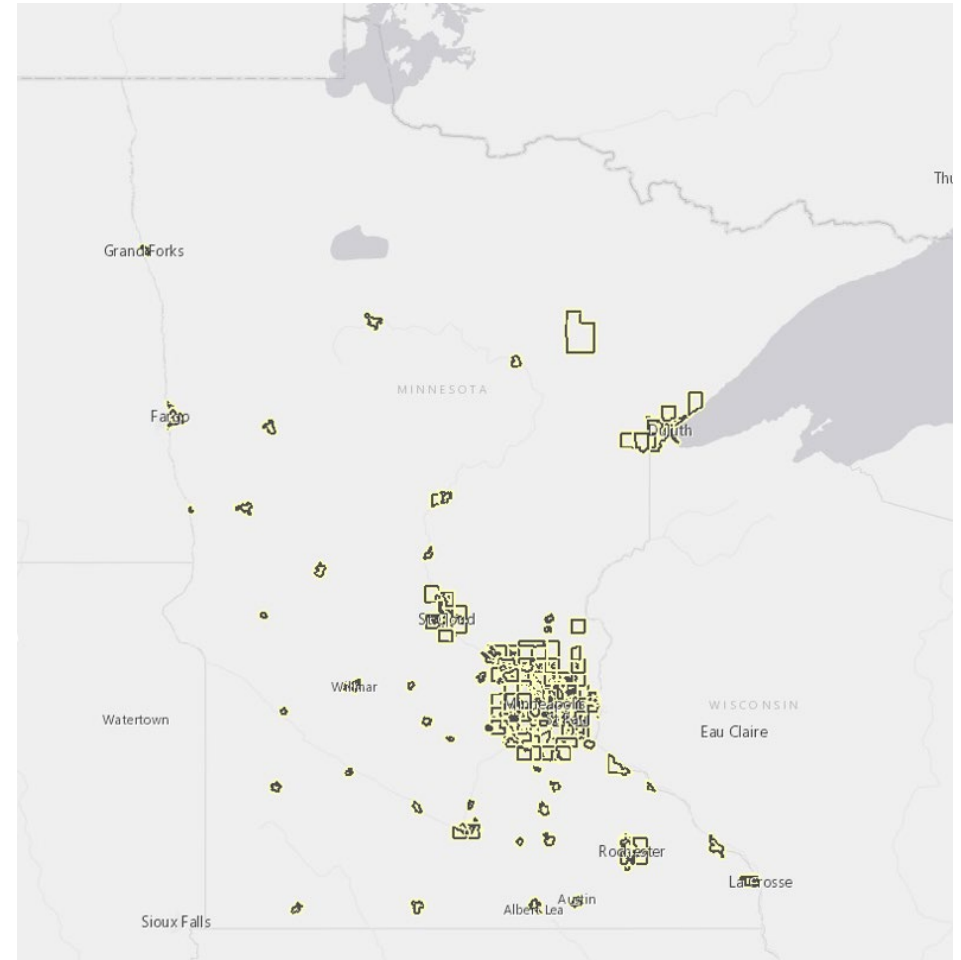 Thu
Grand Forks
MINNESOTA
Fargo
Duluth
St Cloud
Willmar
WISCONSIN
Minneapolis
St Paul
Watertown
Eau Claire
Rochester
La Crosse
Austin
Albert Lea
Sioux Falls